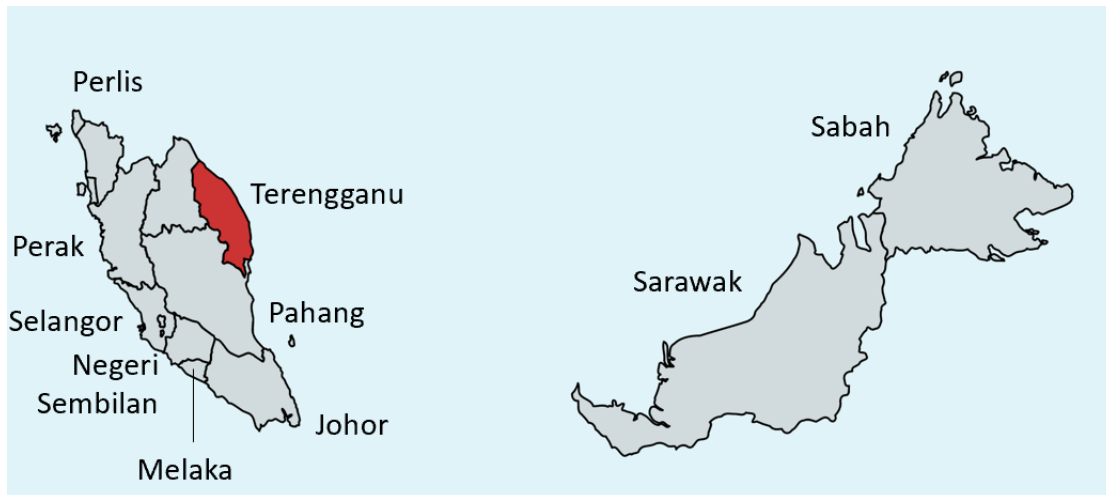 Perlis
Sabah
Terengganu
Perak
Sarawak
Pahang
Selangor
Negeri
Sembilan
Johor
Melaka